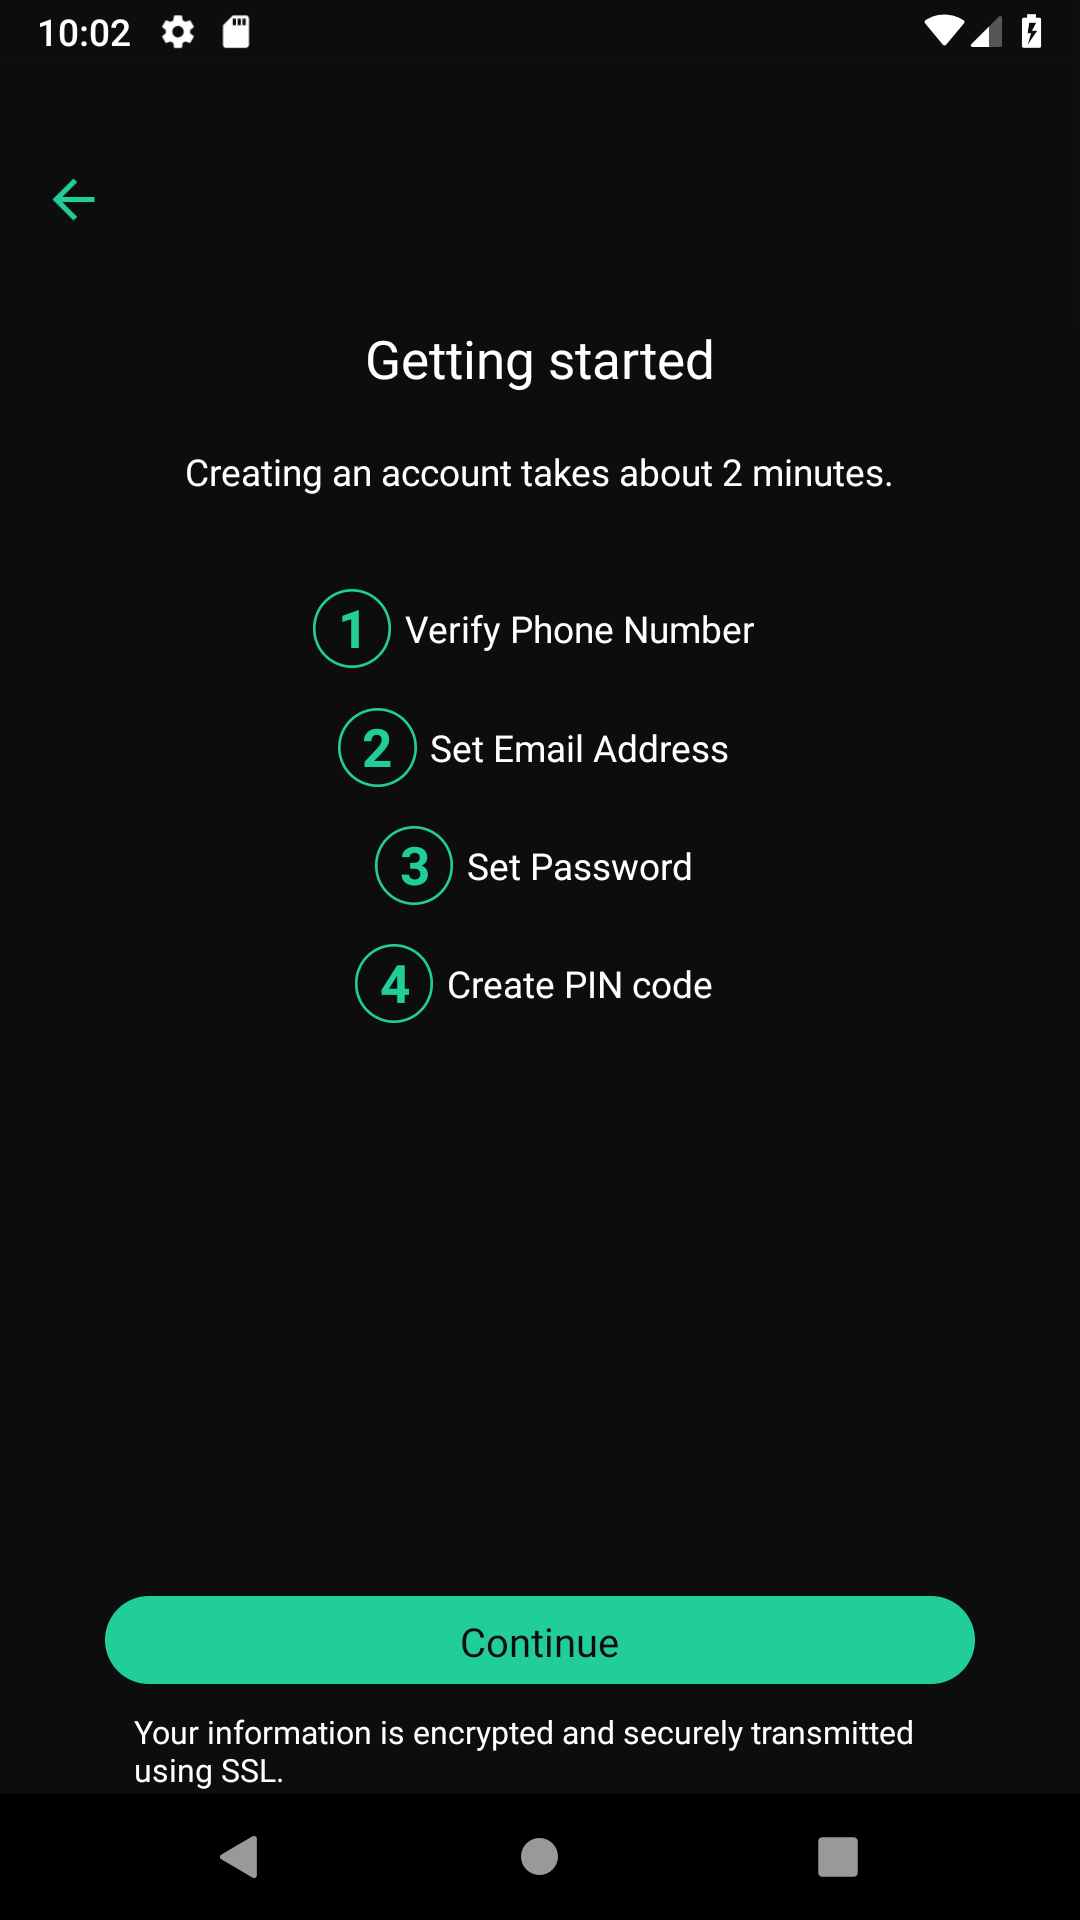 10:02
Getting started
Creating an account takes about 2 minutes.
1 Verify Phone Number
2 Set Email Address
3 Set Password
4 Create PIN code
Continue
Your information is encrypted and securely transmitted
using SSL.